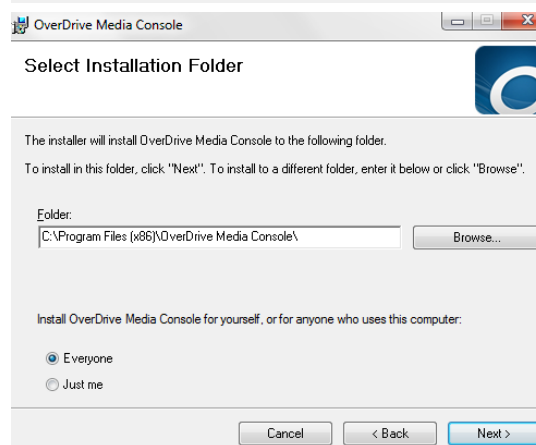 OverDrive Media Console
Select Installation Folder
The installer will install OverDrive Media Console to the following folder.
To install in this folder, click "Next". To install to a different folder, enter it below or click "Browse".
Folder:
C:\Program Files (x86)\OverDrive Media Console\
Browse...
Install OverDrive Media Console for yourself, or for anyone who uses this computer:
Everyone
Just me
Cancel
< Back
Next >